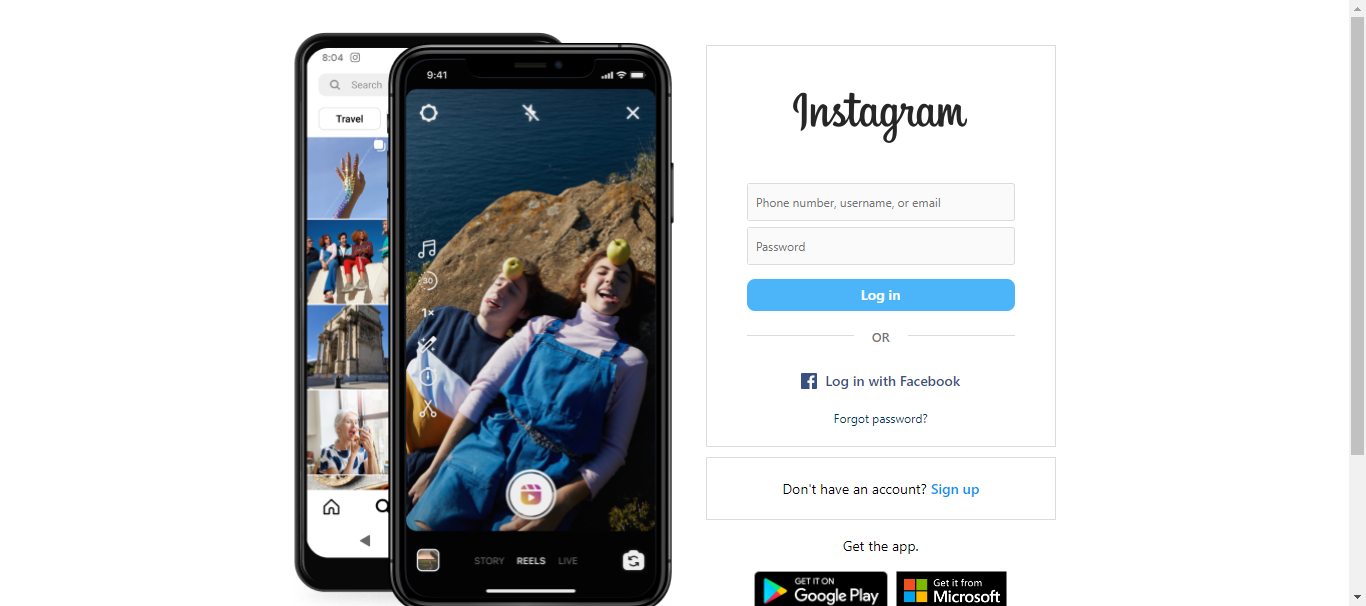 8:04
Search
Travel
9:41
30
1×
STORY REELS LIVE
Instagram
Phone number, username, or email
Password
Log in
OR
Log in with Facebook
Forgot password?
Don't have an account? Sign up
Get the app.
GET IT ON
Google Play
Get it from
Microsoft